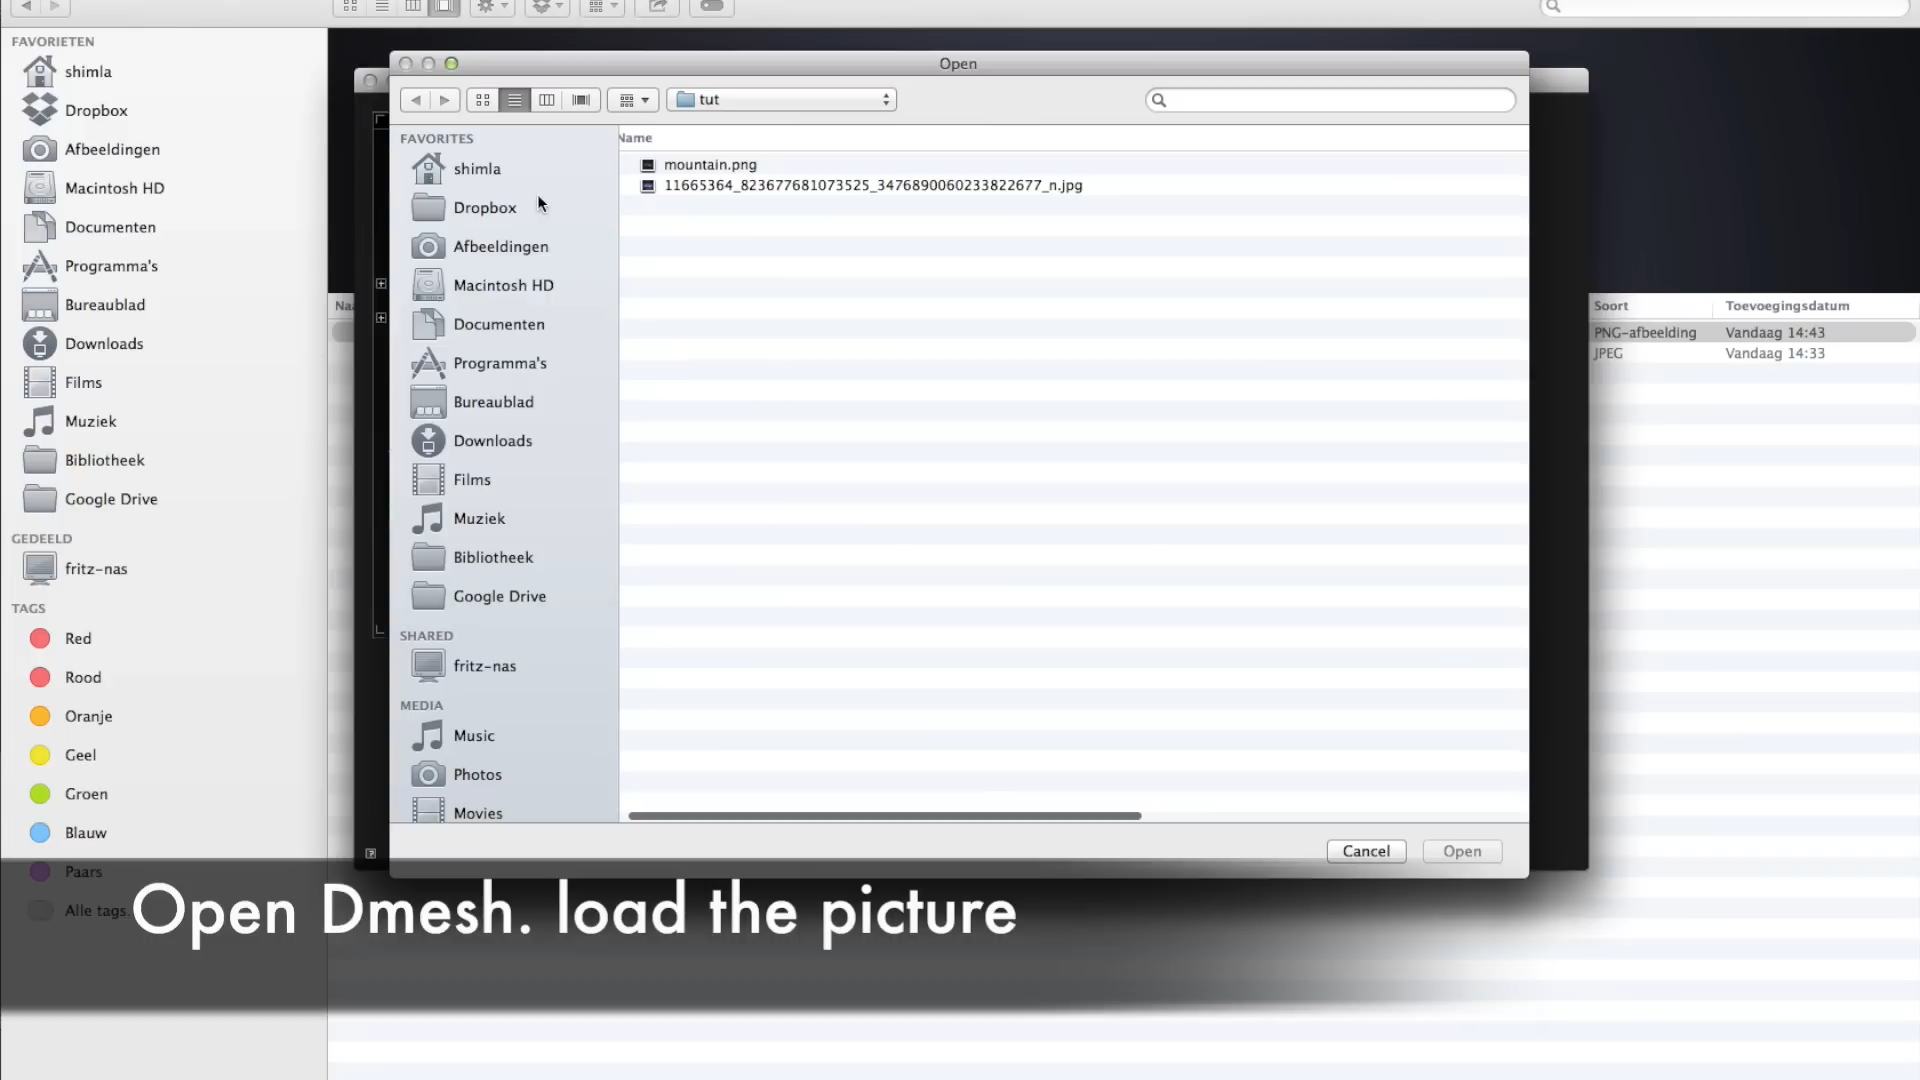 FAVORIETEN
shimla
Dropbox
Afbeeldingen
Macintosh HD
Documenten
Programma's
Bureaublad
Downloads
Films
Muziek
Bibliotheek
Google Drive
GEDEELD
fritz-nas
TAGS
Red
Rood
Oranje
Geel
Groen
Blauw
Paars
Alle tags.
Open
tut
FAVORITES
shimla
Dropbox
Afbeeldingen
Macintosh HD
Documenten
Programma's
Bureaublad
Downloads
Films
Muziek
Bibliotheek
Google Drive
SHARED
fritz-nas
MEDIA
Music
Photos
Movies
Name
mountain.png
11665364_823677681073525_3476890060233822677_n.jpg
Cancel
Open
Soort
Toevoegingsdatum
PNG-afbeelding
Vandaag 14:43
JPEG
Vandaag 14:33
Open Dmesh. load the picture